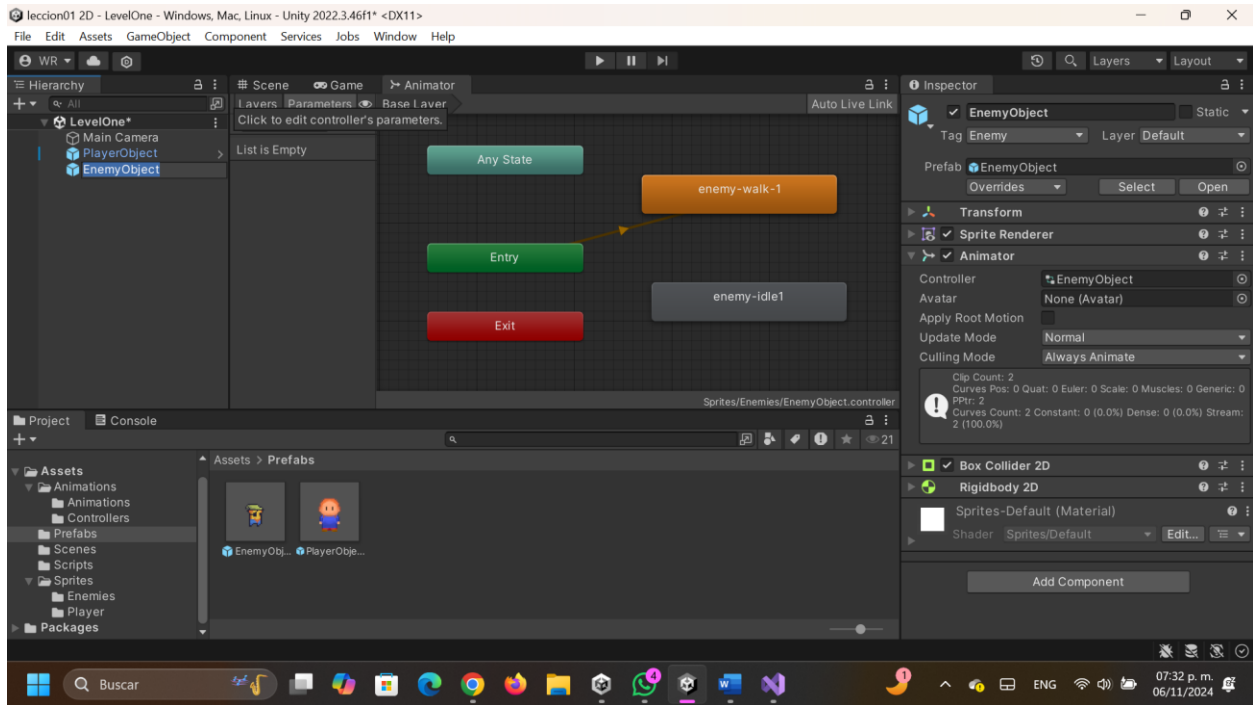 leccion01 2D - LevelOne - Windows, Mac, Linux - Unity 2022.3.46f1* <DX11>
File Edit Assets GameObject Component Services Jobs Window Help
WR
Layers Layout
Hierarchy
All
LevelOne*
Main Camera
PlayerObject
EnemyObject
Scene Game Animator
Layers Parameters Base Layer Auto Live Link
Click to edit controller's parameters.
List is Empty
Any State
enemy-walk-1
Entry
enemy-idle1
Exit
Sprites/Enemies/EnemyObject.controller
Inspector
EnemyObject Static
Tag Enemy Layer Default
Prefab EnemyObject
Overrides Select Open
Transform
Sprite Renderer
Animator
Controller EnemyObject
Avatar None (Avatar)
Apply Root Motion
Update Mode Normal
Culling Mode Always Animate
Clip Count: 2
Curves Pos: 0 Quat: 0 Euler: 0 Scale: 0 Muscles: 0 Generic: 0
PPtr: 2
Curves Count: 2 Constant: 0 (0.0%) Dense: 0 (0.0%) Stream:
2 (100.0%)
Box Collider 2D
Rigidbody 2D
Sprites-Default (Material)
Shader Sprites/Default Edit...
Add Component
Project Console
21
Assets
Animations
Animations
Controllers
Prefabs
Scenes
Scripts
Sprites
Enemies
Player
Packages
Assets > Prefabs
EnemyObj... PlayerObje...
Buscar
4
1
ENG
07:32 p. m.
06/11/2024